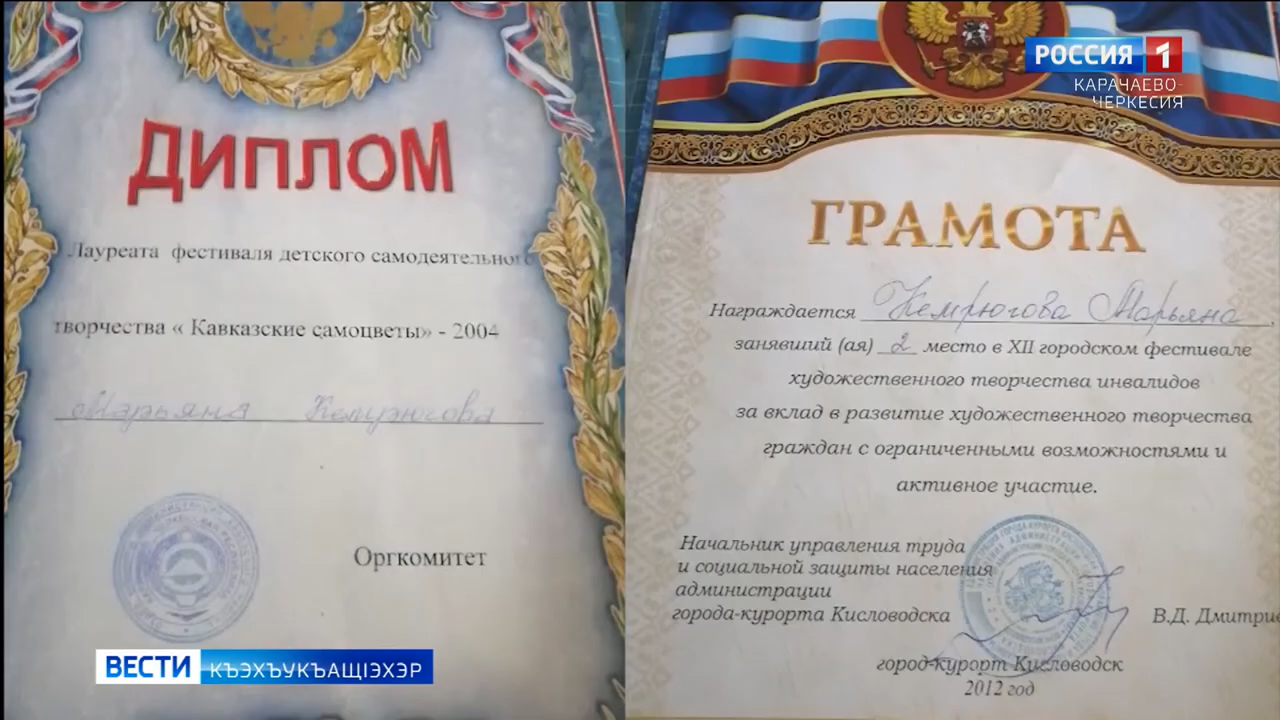 ДИПЛОМ
Лауреата фестиваля детского самодеятельного
творчества « Кавказские самоцветы» - 2004
Марьяна Кемрюгова
Оргкомитет
РОССИЯ 1
КАРАЧАЕВО-
ЧЕРКЕСИЯ
ГРАМОТА
Награждается Кемрюгова Марьяна,
занявший (ая) 2 место в XII городском фестивале
художественного творчества инвалидов
за вклад в развитие художественного творчества
граждан с ограниченными возможностями и
активное участие.
Начальник управления труда
и социальной защиты населения
администрации
города-курорта Кисловодска
В.Д. Дмитрие
город-курорт Кисловодск
2012 год
ВЕСТИ КЪЭХЪУКЪАЩIЭХЭР